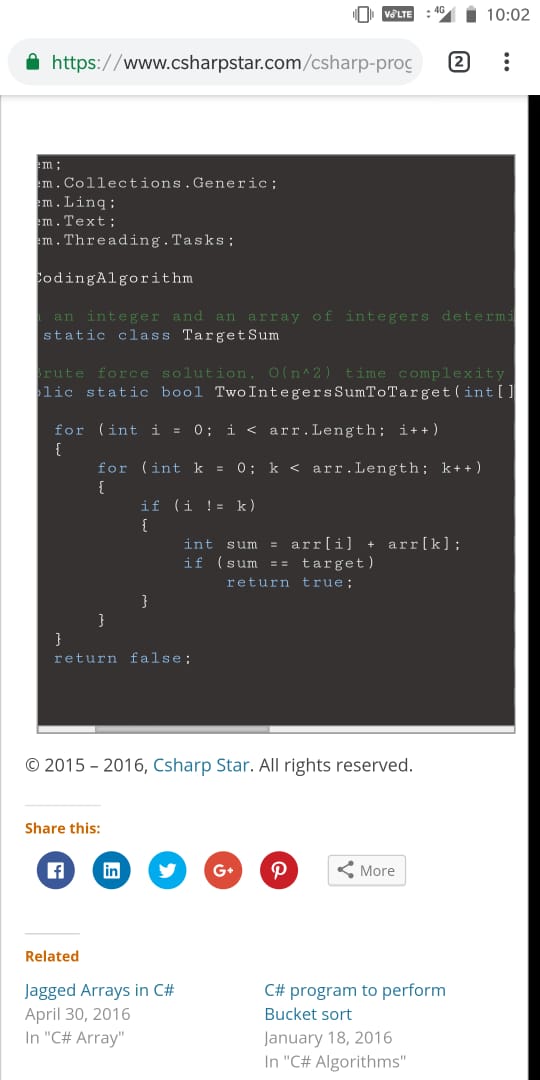 VoLTE 4G 10:02
https://www.csharpstar.com/csharp-prog 2
em;
em.Collections.Generic;
em.Linq;
em.Text;
em.Threading.Tasks;
CodingAlgorithm
an integer and an array of integers determi
static class TargetSum
Brute force solution, O(n^2) time complexity
blic static bool TwoIntegersSumToTarget(int[]
for (int i = 0; i < arr.Length; i++)
{
for (int k = 0; k < arr.Length; k++)
{
if (i != k)
{
int sum = arr[i] + arr[k];
if (sum == target)
return true;
}
}
}
return false;
© 2015 – 2016, Csharp Star. All rights reserved.
Share this:
f in G+ More
Related
Jagged Arrays in C#
April 30, 2016
In "C# Array"
C# program to perform
Bucket sort
January 18, 2016
In "C# Algorithms"